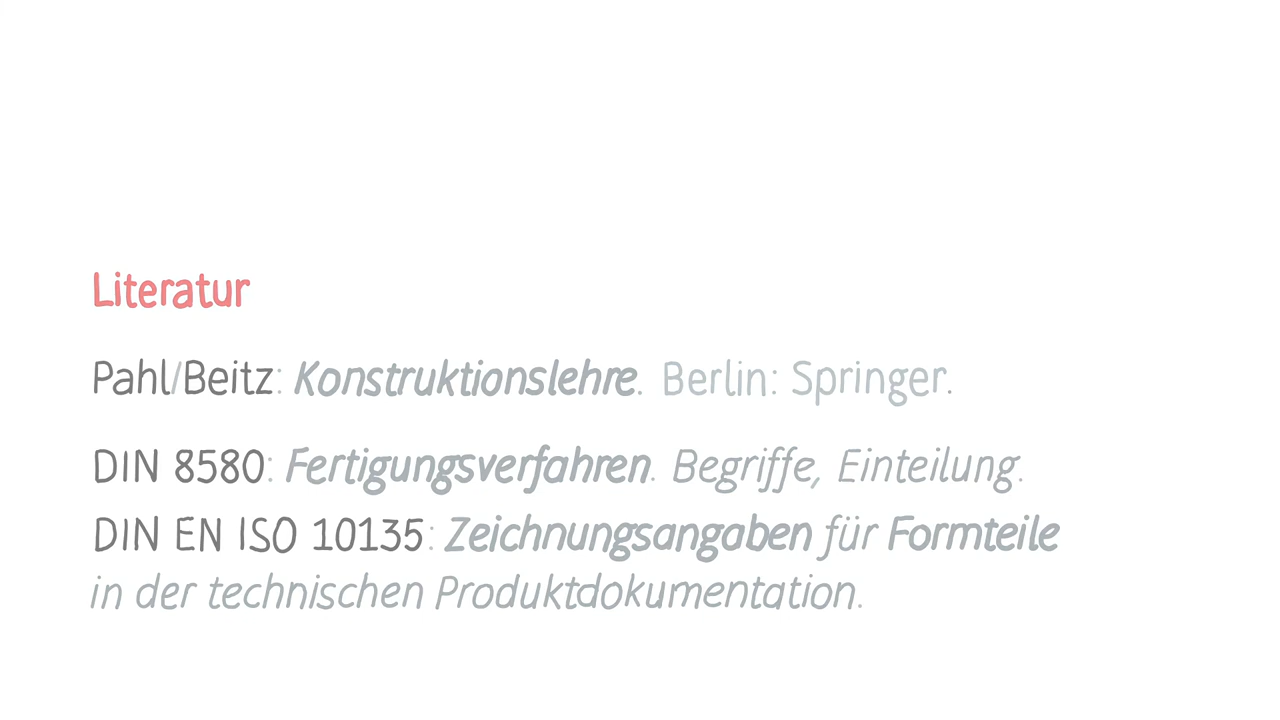 Literatur
Pahl/Beitz: Konstruktionslehre. Berlin: Springer.
DIN 8580: Fertigungsverfahren. Begriffe, Einteilung.
DIN EN ISO 10135: Zeichnungsangaben für Formteile
in der technischen Produktdokumentation.